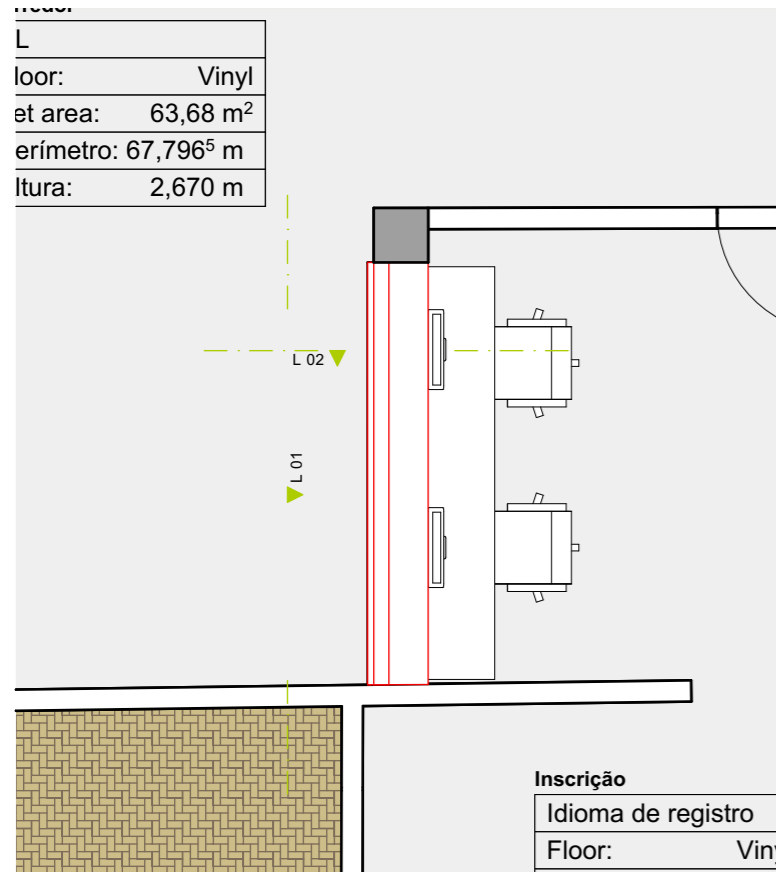 L
loor: Vinyl
et area: 63,68 m²
erímetro: 67,796⁵ m
ltura: 2,670 m
L 02
L 01
Inscrição
Idioma de registro
Floor: Viny